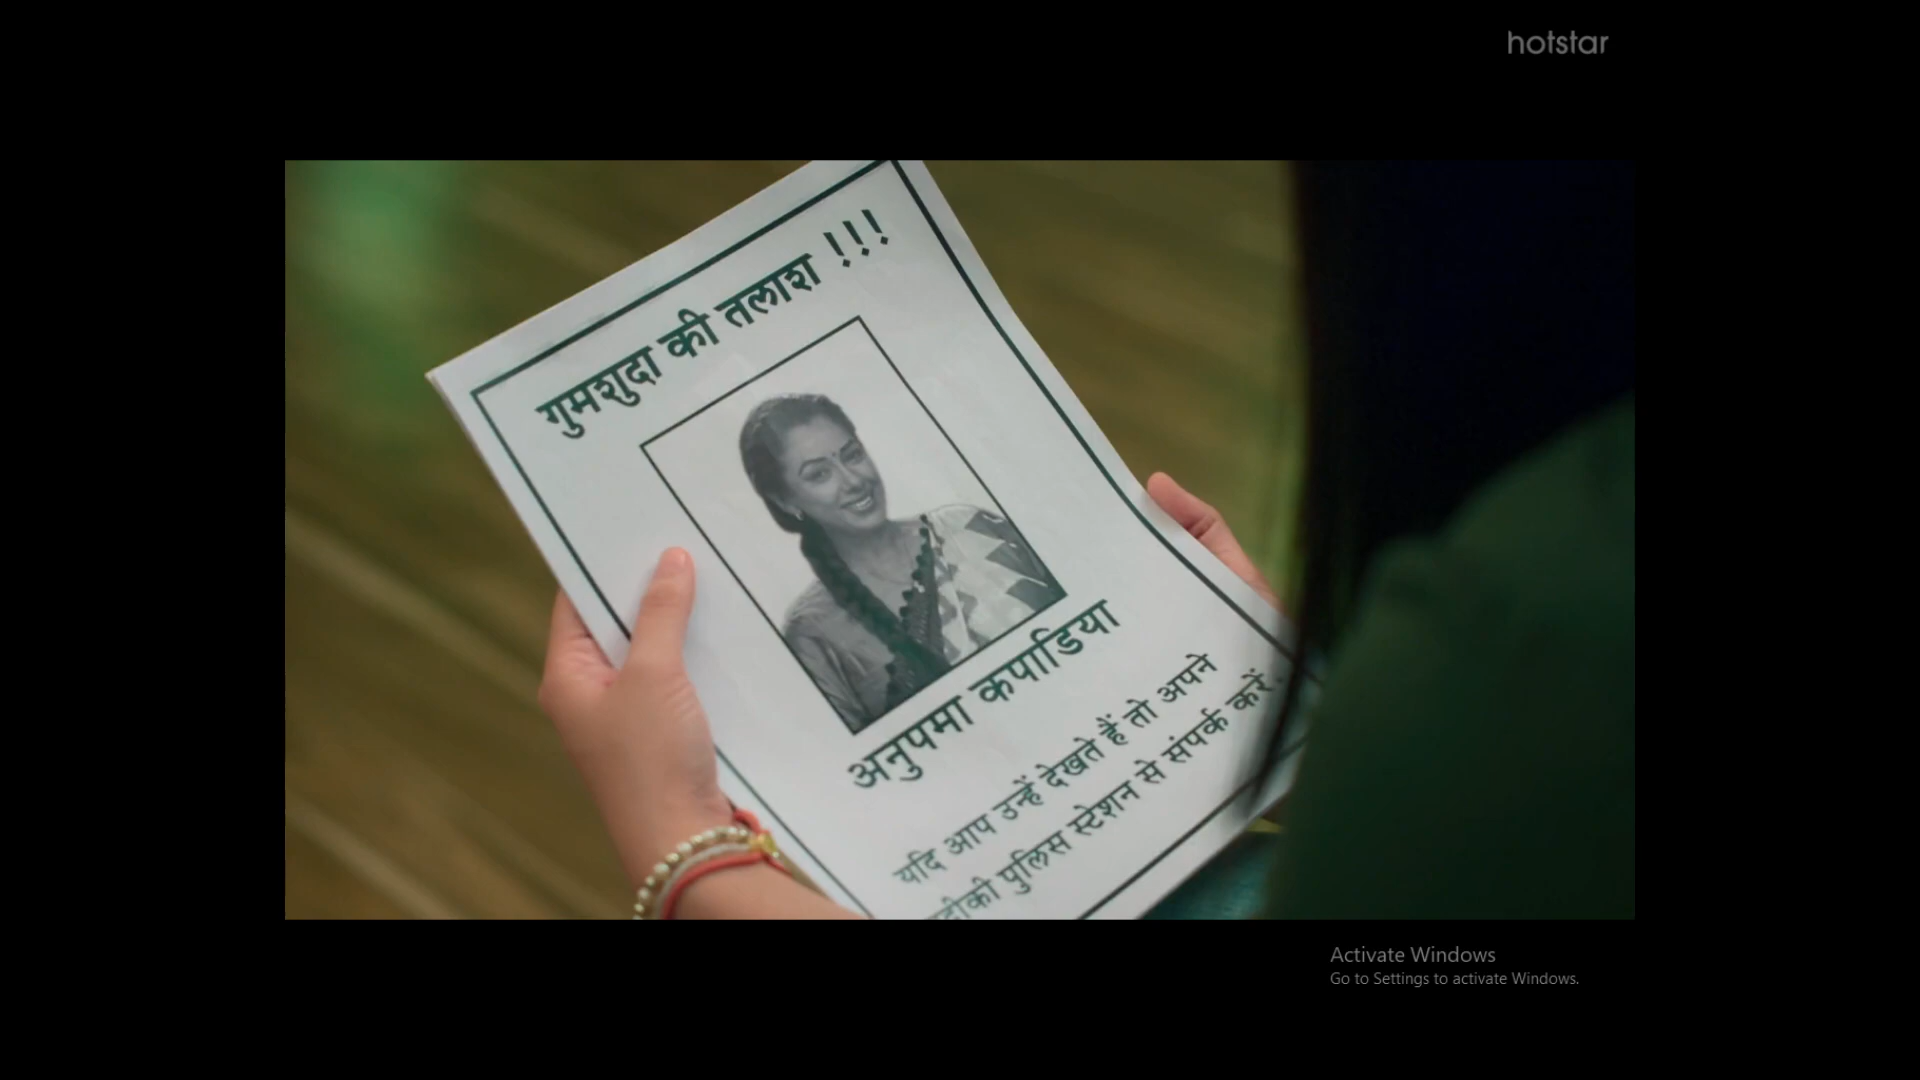 hotstar
गुमशुदा की तलाश !!!
अनुपमा कपाडिया
यदि आप उन्हें देखते हैं तो अपने
पुलिस स्टेशन से संपर्क करें.
Activate Windows
Go to Settings to activate Windows.